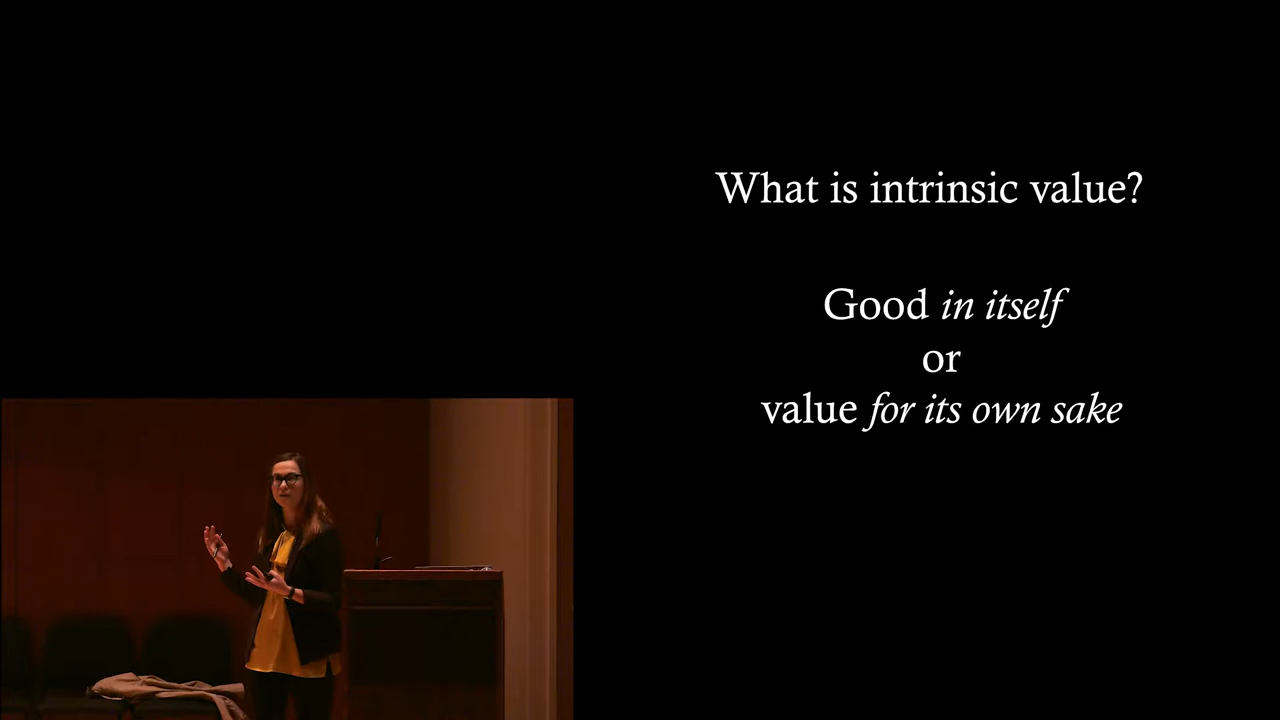 What is intrinsic value?
Good in itself
or
value for its own sake